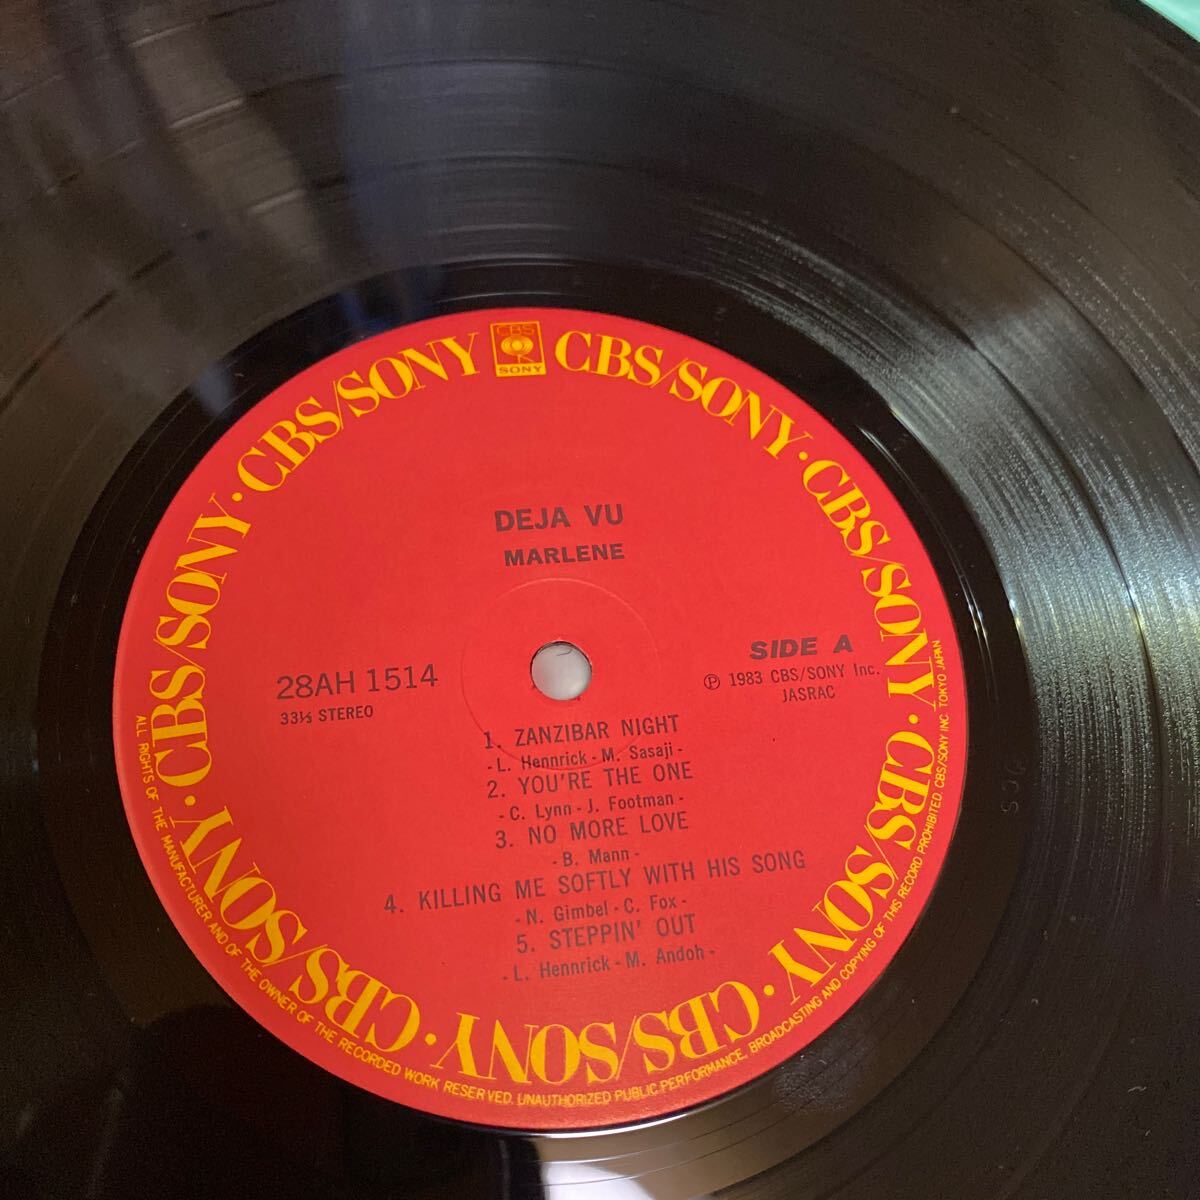 CBS
SONY
CBS/SONY · CBS/SONY · CBS/SONY · CBS/SONY · CBS/SONY · CBS/SONY · CBS/SONY · CBS/SONY · CBS/SONY
DEJA VU
MARLENE
28AH 1514
33⅓ STEREO
SIDE A
Ⓟ 1983 CBS/SONY Inc.
JASRAC
1. ZANZIBAR NIGHT
- L. Hennrick - M. Sasaji -
2. YOU'RE THE ONE
- C. Lynn - J. Footman -
3. NO MORE LOVE
- B. Mann -
4. KILLING ME SOFTLY WITH HIS SONG
- N. Gimbel - C. Fox -
5. STEPPIN' OUT
- L. Hennrick - M. Andoh -
ALL RIGHTS OF THE MANUFACTURER AND OF THE OWNER OF THE RECORDED WORK RESERVED. UNAUTHORIZED PUBLIC PERFORMANCE, BROADCASTING AND COPYING OF THIS RECORD PROHIBITED. CBS/SONY INC. TOKYO JAPAN